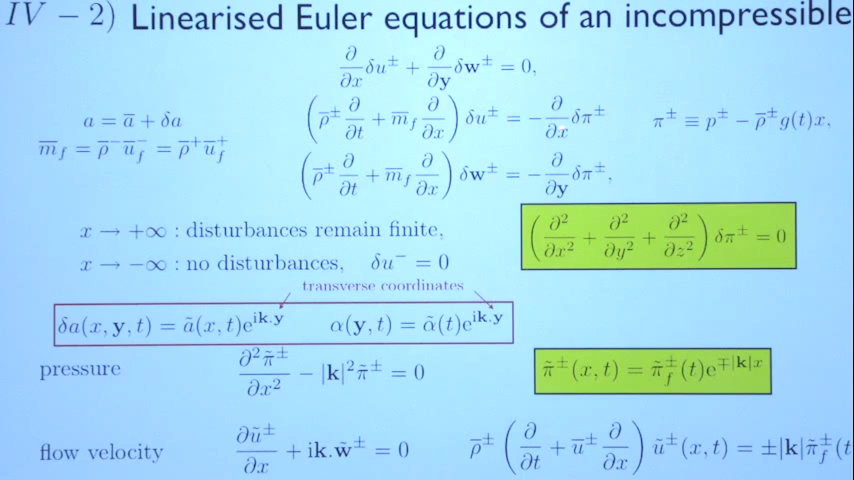 IV − 2) Linearised Euler equations of an incompressible
∂/∂x δu± + ∂/∂y δw± = 0,
a = ā + δa
(ρ̄± ∂/∂t + m̄_f ∂/∂x) δu± = −∂/∂x δπ±
π± ≡ p± − ρ̄±g(t)x,
m̄_f = ρ̄⁻ū_f⁻ = ρ̄⁺ū_f⁺
(ρ̄± ∂/∂t + m̄_f ∂/∂x) δw± = −∂/∂y δπ±,
x → +∞ : disturbances remain finite,
(∂²/∂x² + ∂²/∂y² + ∂²/∂z²) δπ± = 0
x → −∞ : no disturbances, δu⁻ = 0
transverse coordinates
δa(x, y, t) = ã(x, t)e^{ik.y} α(y, t) = α̃(t)e^{ik.y}
pressure ∂²π̃±/∂x² − |k|²π̃± = 0
π̃±(x, t) = π̃_f±(t)e^{∓|k|x}
flow velocity ∂ũ±/∂x + ik.w̃± = 0
ρ̄± (∂/∂t + ū± ∂/∂x) ũ±(x, t) = ±|k|π̃_f±(t